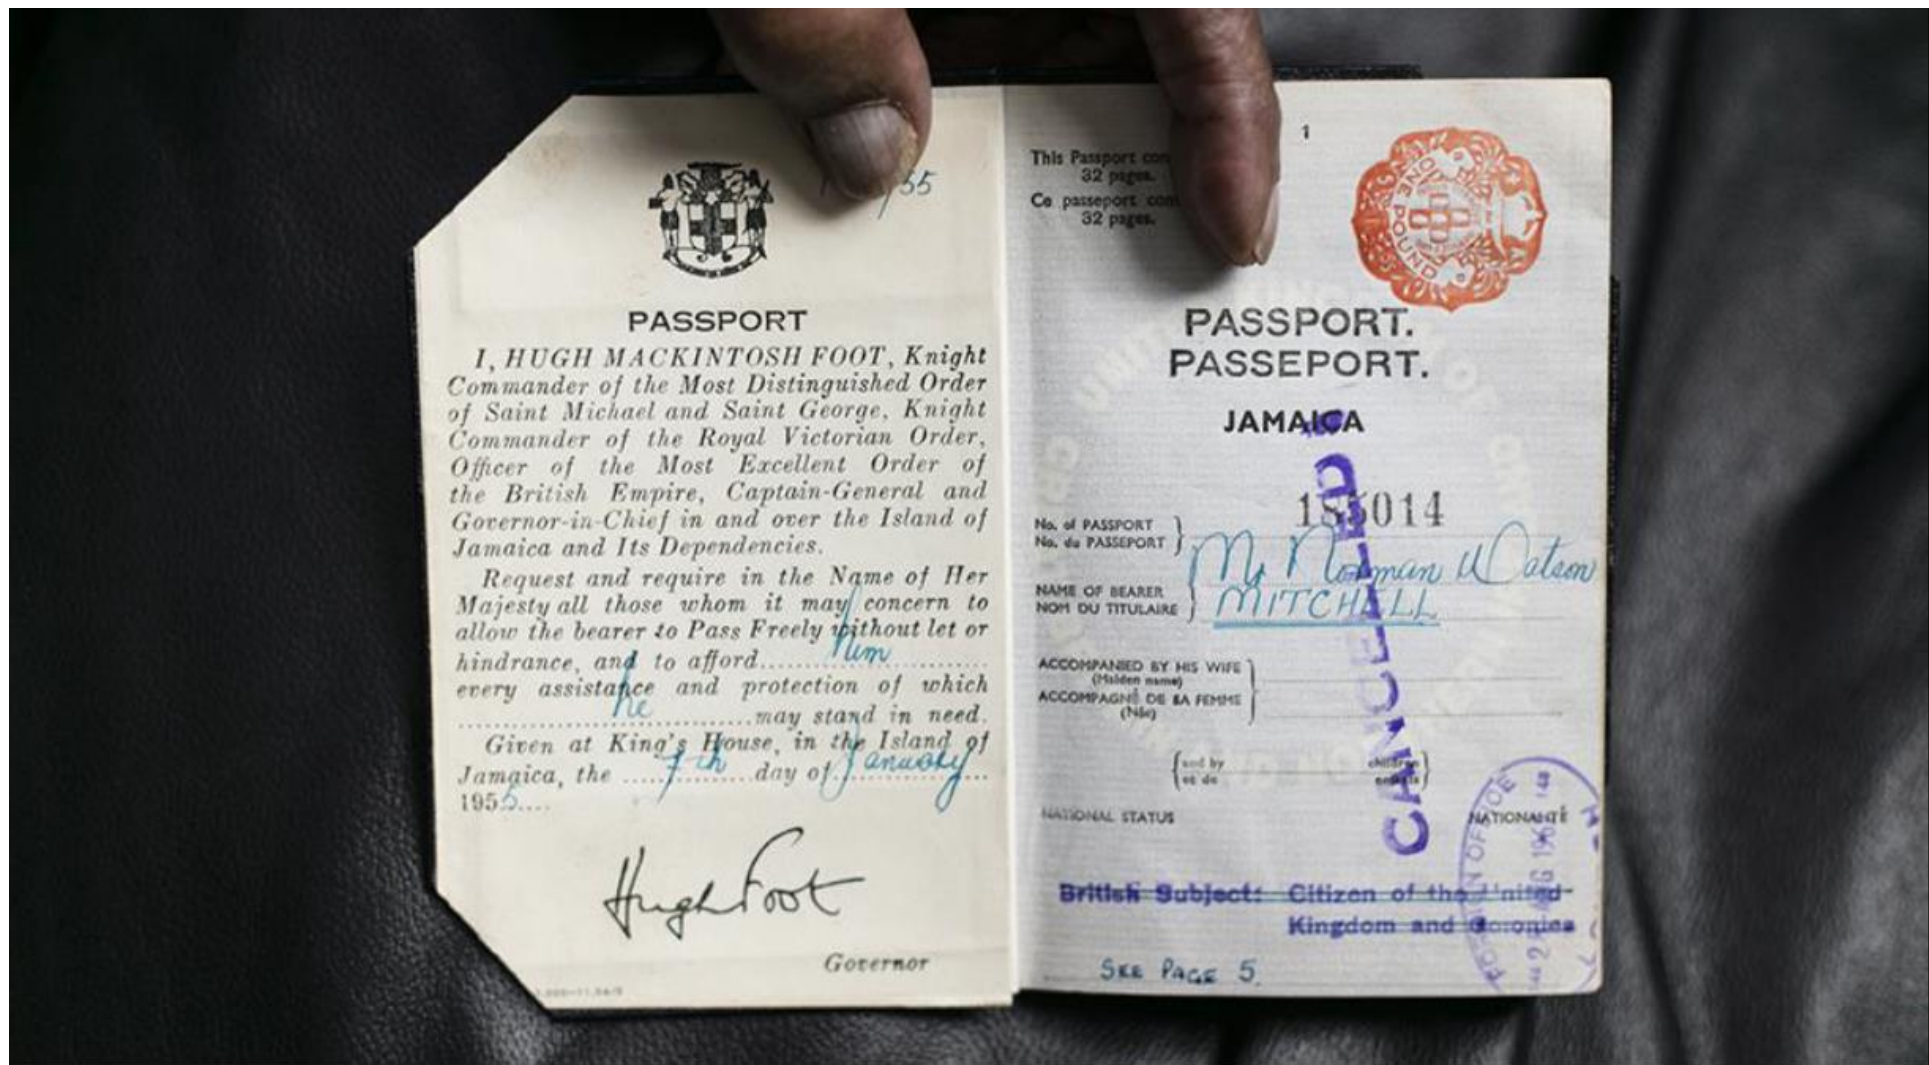 /55
PASSPORT
I, HUGH MACKINTOSH FOOT, Knight
Commander of the Most Distinguished Order
of Saint Michael and Saint George, Knight
Commander of the Royal Victorian Order,
Officer of the Most Excellent Order of
the British Empire, Captain-General and
Governor-in-Chief in and over the Island of
Jamaica and Its Dependencies.
Request and require in the Name of Her
Majesty all those whom it may concern to
allow the bearer to Pass Freely without let or
hindrance, and to afford him
every assistance and protection of which
he may stand in need.
Given at King's House, in the Island of
Jamaica, the 7th day of January
1955
Hugh Foot
Governor
1
This Passport
32 pages.
Ce passeport
32 pages.
ONE POUND
PASSPORT.
PASSEPORT.
JAMAICA
No. of PASSPORT
No. du PASSEPORT
014
NAME OF BEARER
NOM DU TITULAIRE
Mr Norman Watson
MITCHELL
ACCOMPANIED BY HIS WIFE
(Maiden name)
ACCOMPAGNÉ DE SA FEMME
(Née)
and by children
et de enfants
NATIONAL STATUS
NATIONALITÉ
British Subject: Citizen of the United
Kingdom and Colonies
SEE PAGE 5.
CANCELLED
FOREIGN OFFICE